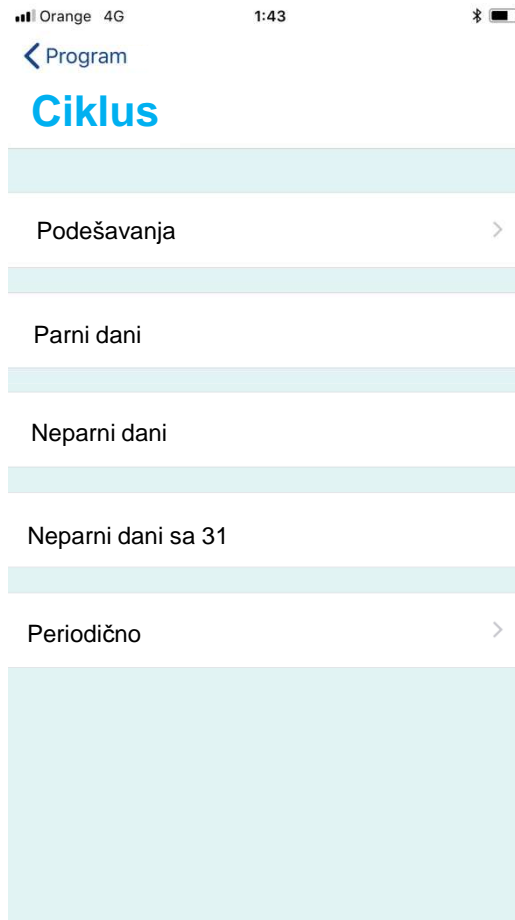 Orange 4G 1:43
Program
Ciklus
Podešavanja
Parni dani
Neparni dani
Neparni dani sa 31
Periodično